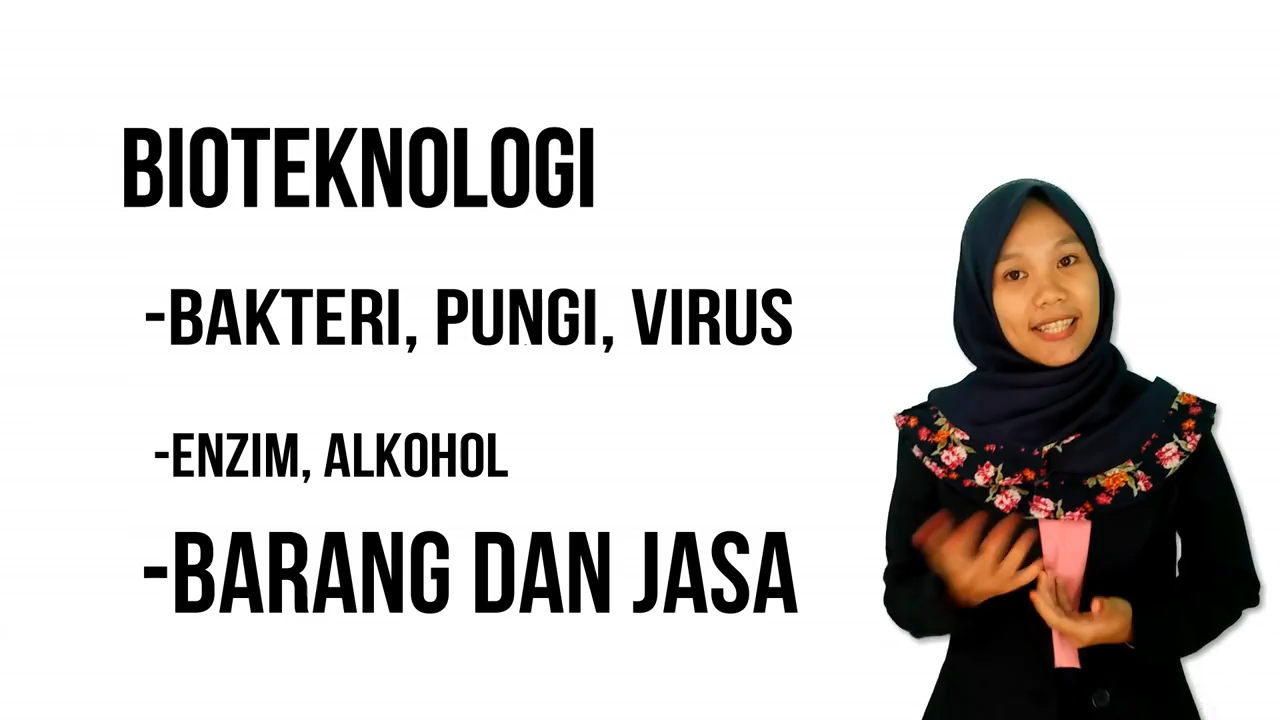 BIOTEKNOLOGI
-BAKTERI, PUNGI, VIRUS
-ENZIM, ALKOHOL
-BARANG DAN JASA